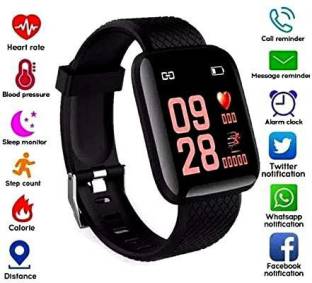 Heart rate
Blood pressure
Sleep monitor
Step count
Calorie
Distance
09
28
Call reminder
Message reminder
Alarm clock
Twitter
notification
Whatsapp
notification
Facebook
notification